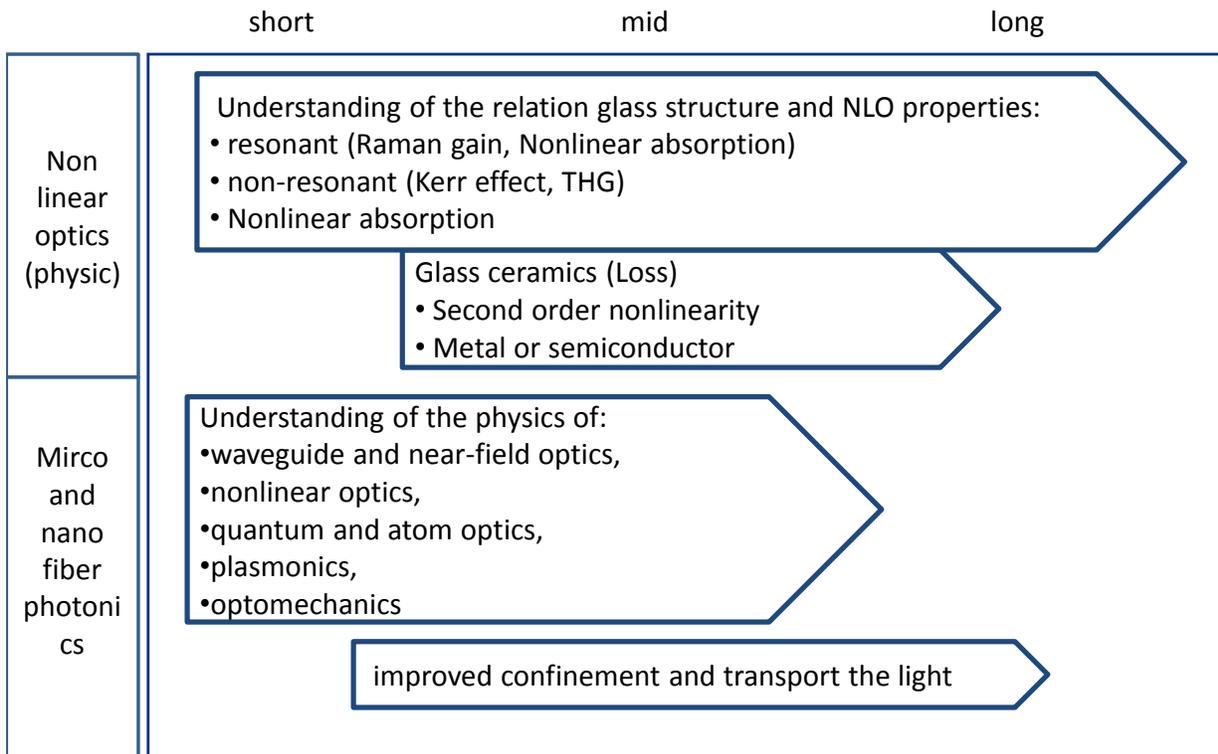 short mid long
Non
linear
optics
(physic)
Understanding of the relation glass structure and NLO properties:
• resonant (Raman gain, Nonlinear absorption)
• non-resonant (Kerr effect, THG)
• Nonlinear absorption
Glass ceramics (Loss)
• Second order nonlinearity
• Metal or semiconductor
Mirco
and
nano
fiber
photoni
cs
Understanding of the physics of:
•waveguide and near-field optics,
•nonlinear optics,
•quantum and atom optics,
•plasmonics,
•optomechanics
improved confinement and transport the light